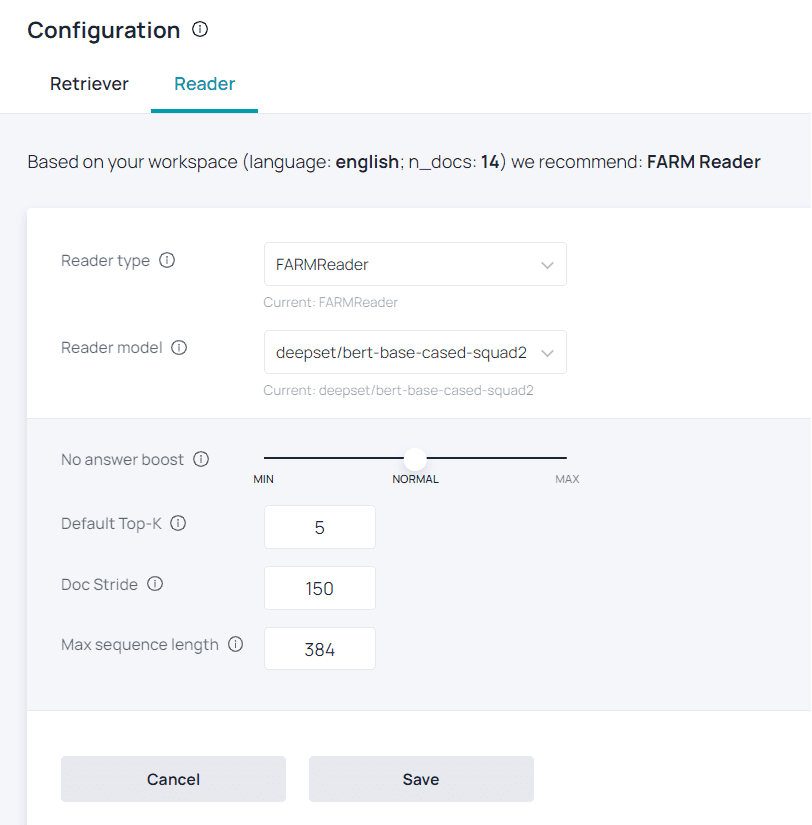 Configuration
Retriever Reader
Based on your workspace (language: english; n_docs: 14) we recommend: FARM Reader
Reader type FARMReader
Current: FARMReader
Reader model deepset/bert-base-cased-squad2
Current: deepset/bert-base-cased-squad2
No answer boost
MIN NORMAL MAX
Default Top-K 5
Doc Stride 150
Max sequence length 384
Cancel Save